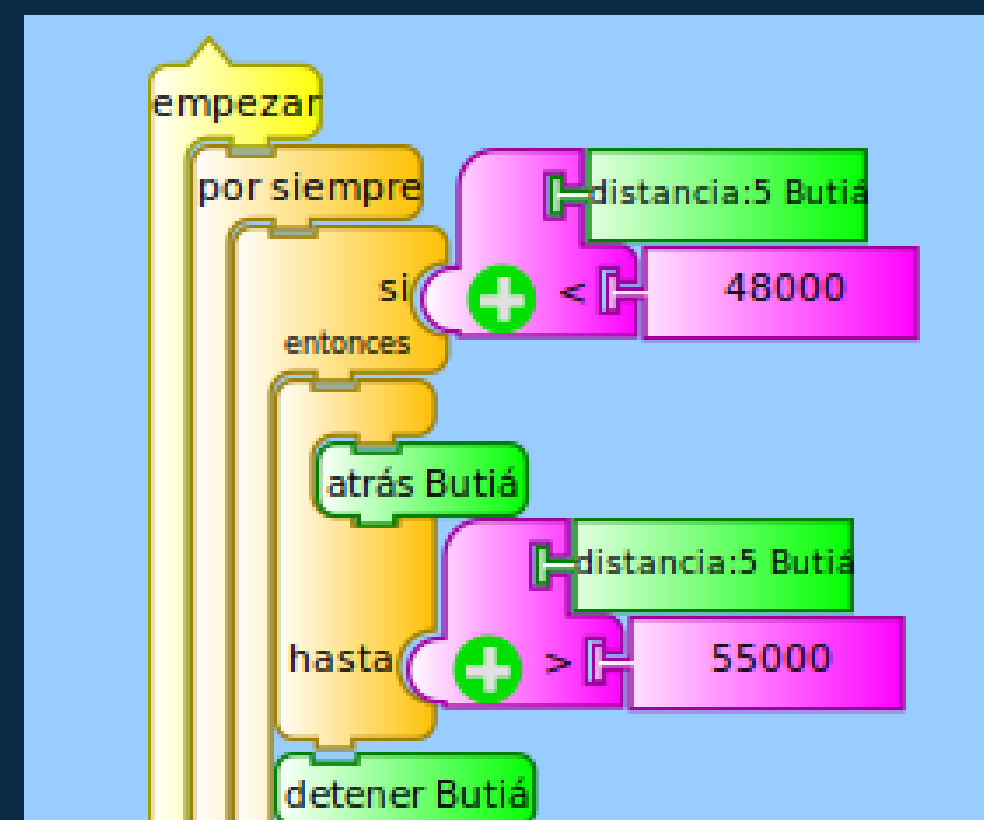 empezar
por siempre
distancia:5 Butiá
si
<
48000
entonces
atrás Butiá
distancia:5 Butiá
hasta
>
55000
detener Butiá